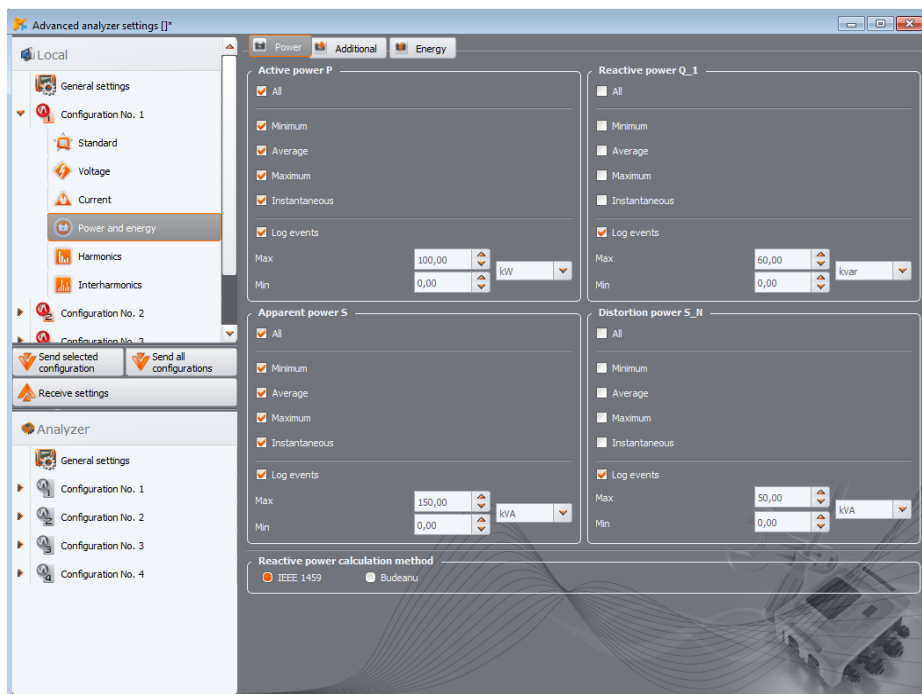 Advanced analyzer settings []*
Local
General settings
Configuration No. 1
Standard
Voltage
Current
Power and energy
Harmonics
Interharmonics
Configuration No. 2
Configuration No. 3
Send selected
configuration
Send all
configurations
Receive settings
Analyzer
General settings
Configuration No. 1
Configuration No. 2
Configuration No. 3
Configuration No. 4
Power Additional Energy
Active power P
All
Minimum
Average
Maximum
Instantaneous
Log events
Max 100,00 kW
Min 0,00
Reactive power Q_1
All
Minimum
Average
Maximum
Instantaneous
Log events
Max 60,00 kvar
Min 0,00
Apparent power S
All
Minimum
Average
Maximum
Instantaneous
Log events
Max 150,00 kVA
Min 0,00
Distortion power S_N
All
Minimum
Average
Maximum
Instantaneous
Log events
Max 50,00 kVA
Min 0,00
Reactive power calculation method
IEEE 1459 Budeanu